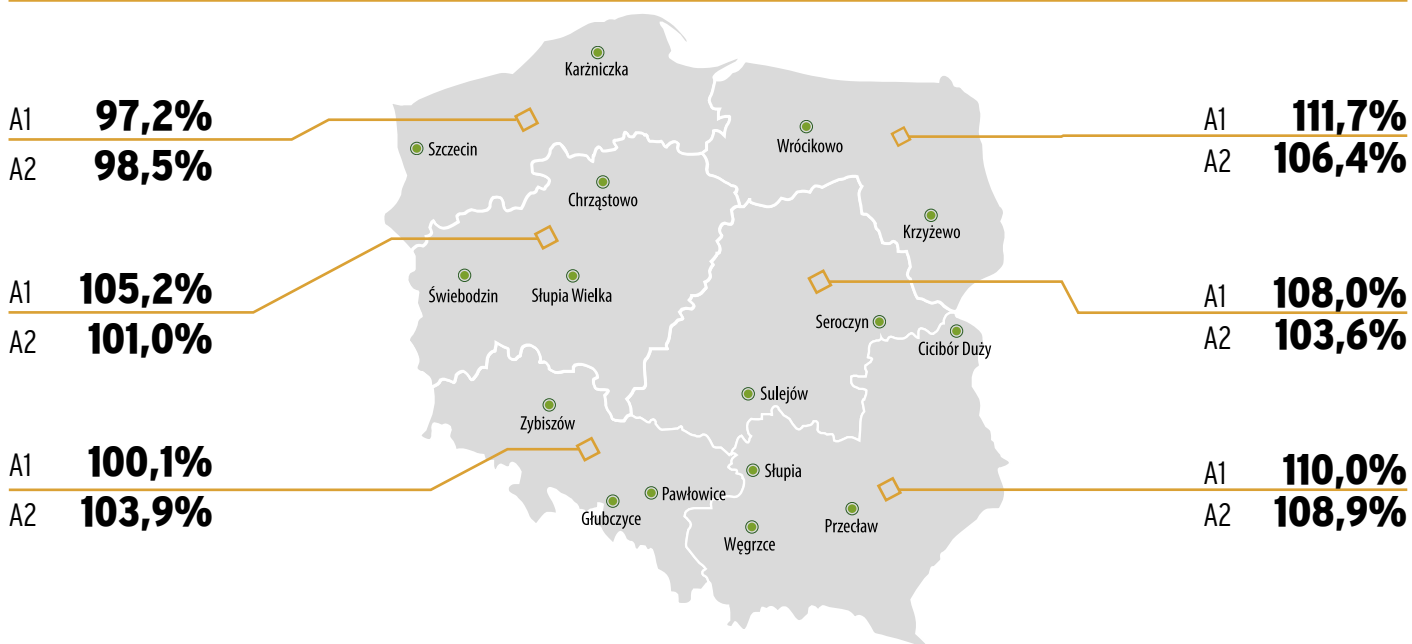 Karżniczka
A1 97,2%
A2 98,5%
Szczecin
Wrócikowo
A1 111,7%
A2 106,4%
Chrząstowo
Krzyżewo
A1 105,2%
A2 101,0%
Świebodzin
Słupia Wielka
Seroczyn
Cicibór Duży
A1 108,0%
A2 103,6%
Sulejów
Zybiszów
A1 100,1%
A2 103,9%
Słupia
Pawłowice
Głubczyce
Węgrzce
Przecław
A1 110,0%
A2 108,9%